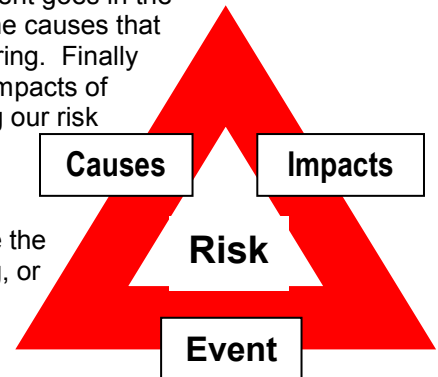 ent goes in the
e causes that
ring. Finally
mpacts of
g our risk
Causes
Impacts
e the
Risk
g, or
Event